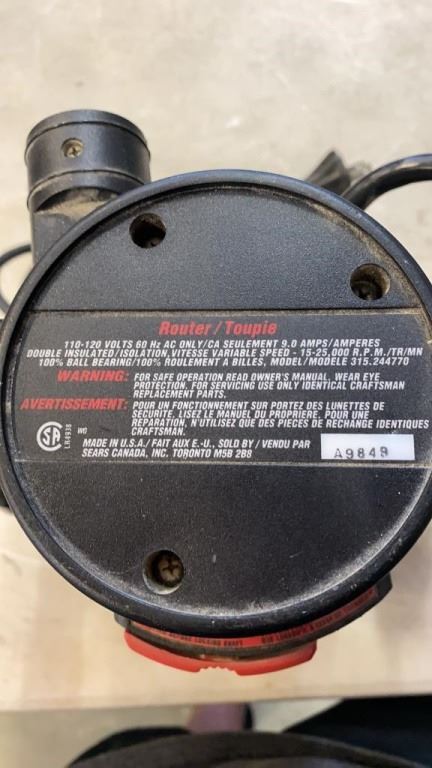 Router / Toupie
110-120 VOLTS 60 Hz AC ONLY/CA SEULEMENT 9.0 AMPS/AMPERES
DOUBLE INSULATED/ISOLATION, VITESSE VARIABLE SPEED - 15-25,000 R.P.M./TR/MN
100% BALL BEARING/100% ROULEMENT A BILLES, MODEL/MODELE 315.244770
WARNING: FOR SAFE OPERATION READ OWNER'S MANUAL. WEAR EYE
PROTECTION. FOR SERVICING USE ONLY IDENTICAL CRAFTSMAN
REPLACEMENT PARTS.
AVERTISSEMENT: POUR UN FONCTIONNEMENT SUR PORTEZ DES LUNETTES DE
SECURITE. LISEZ LE MANUEL DU PROPRIERE. POUR UNE
REPARATION, N'UTILISEZ QUE DES PIECES DE RECHANGE IDENTIQUES
CRAFTSMAN.
SA LR4938 WG
MADE IN U.S.A./ FAIT AUX E.-U., SOLD BY / VENDU PAR
SEARS CANADA, INC. TORONTO M5B 2B8
A9849